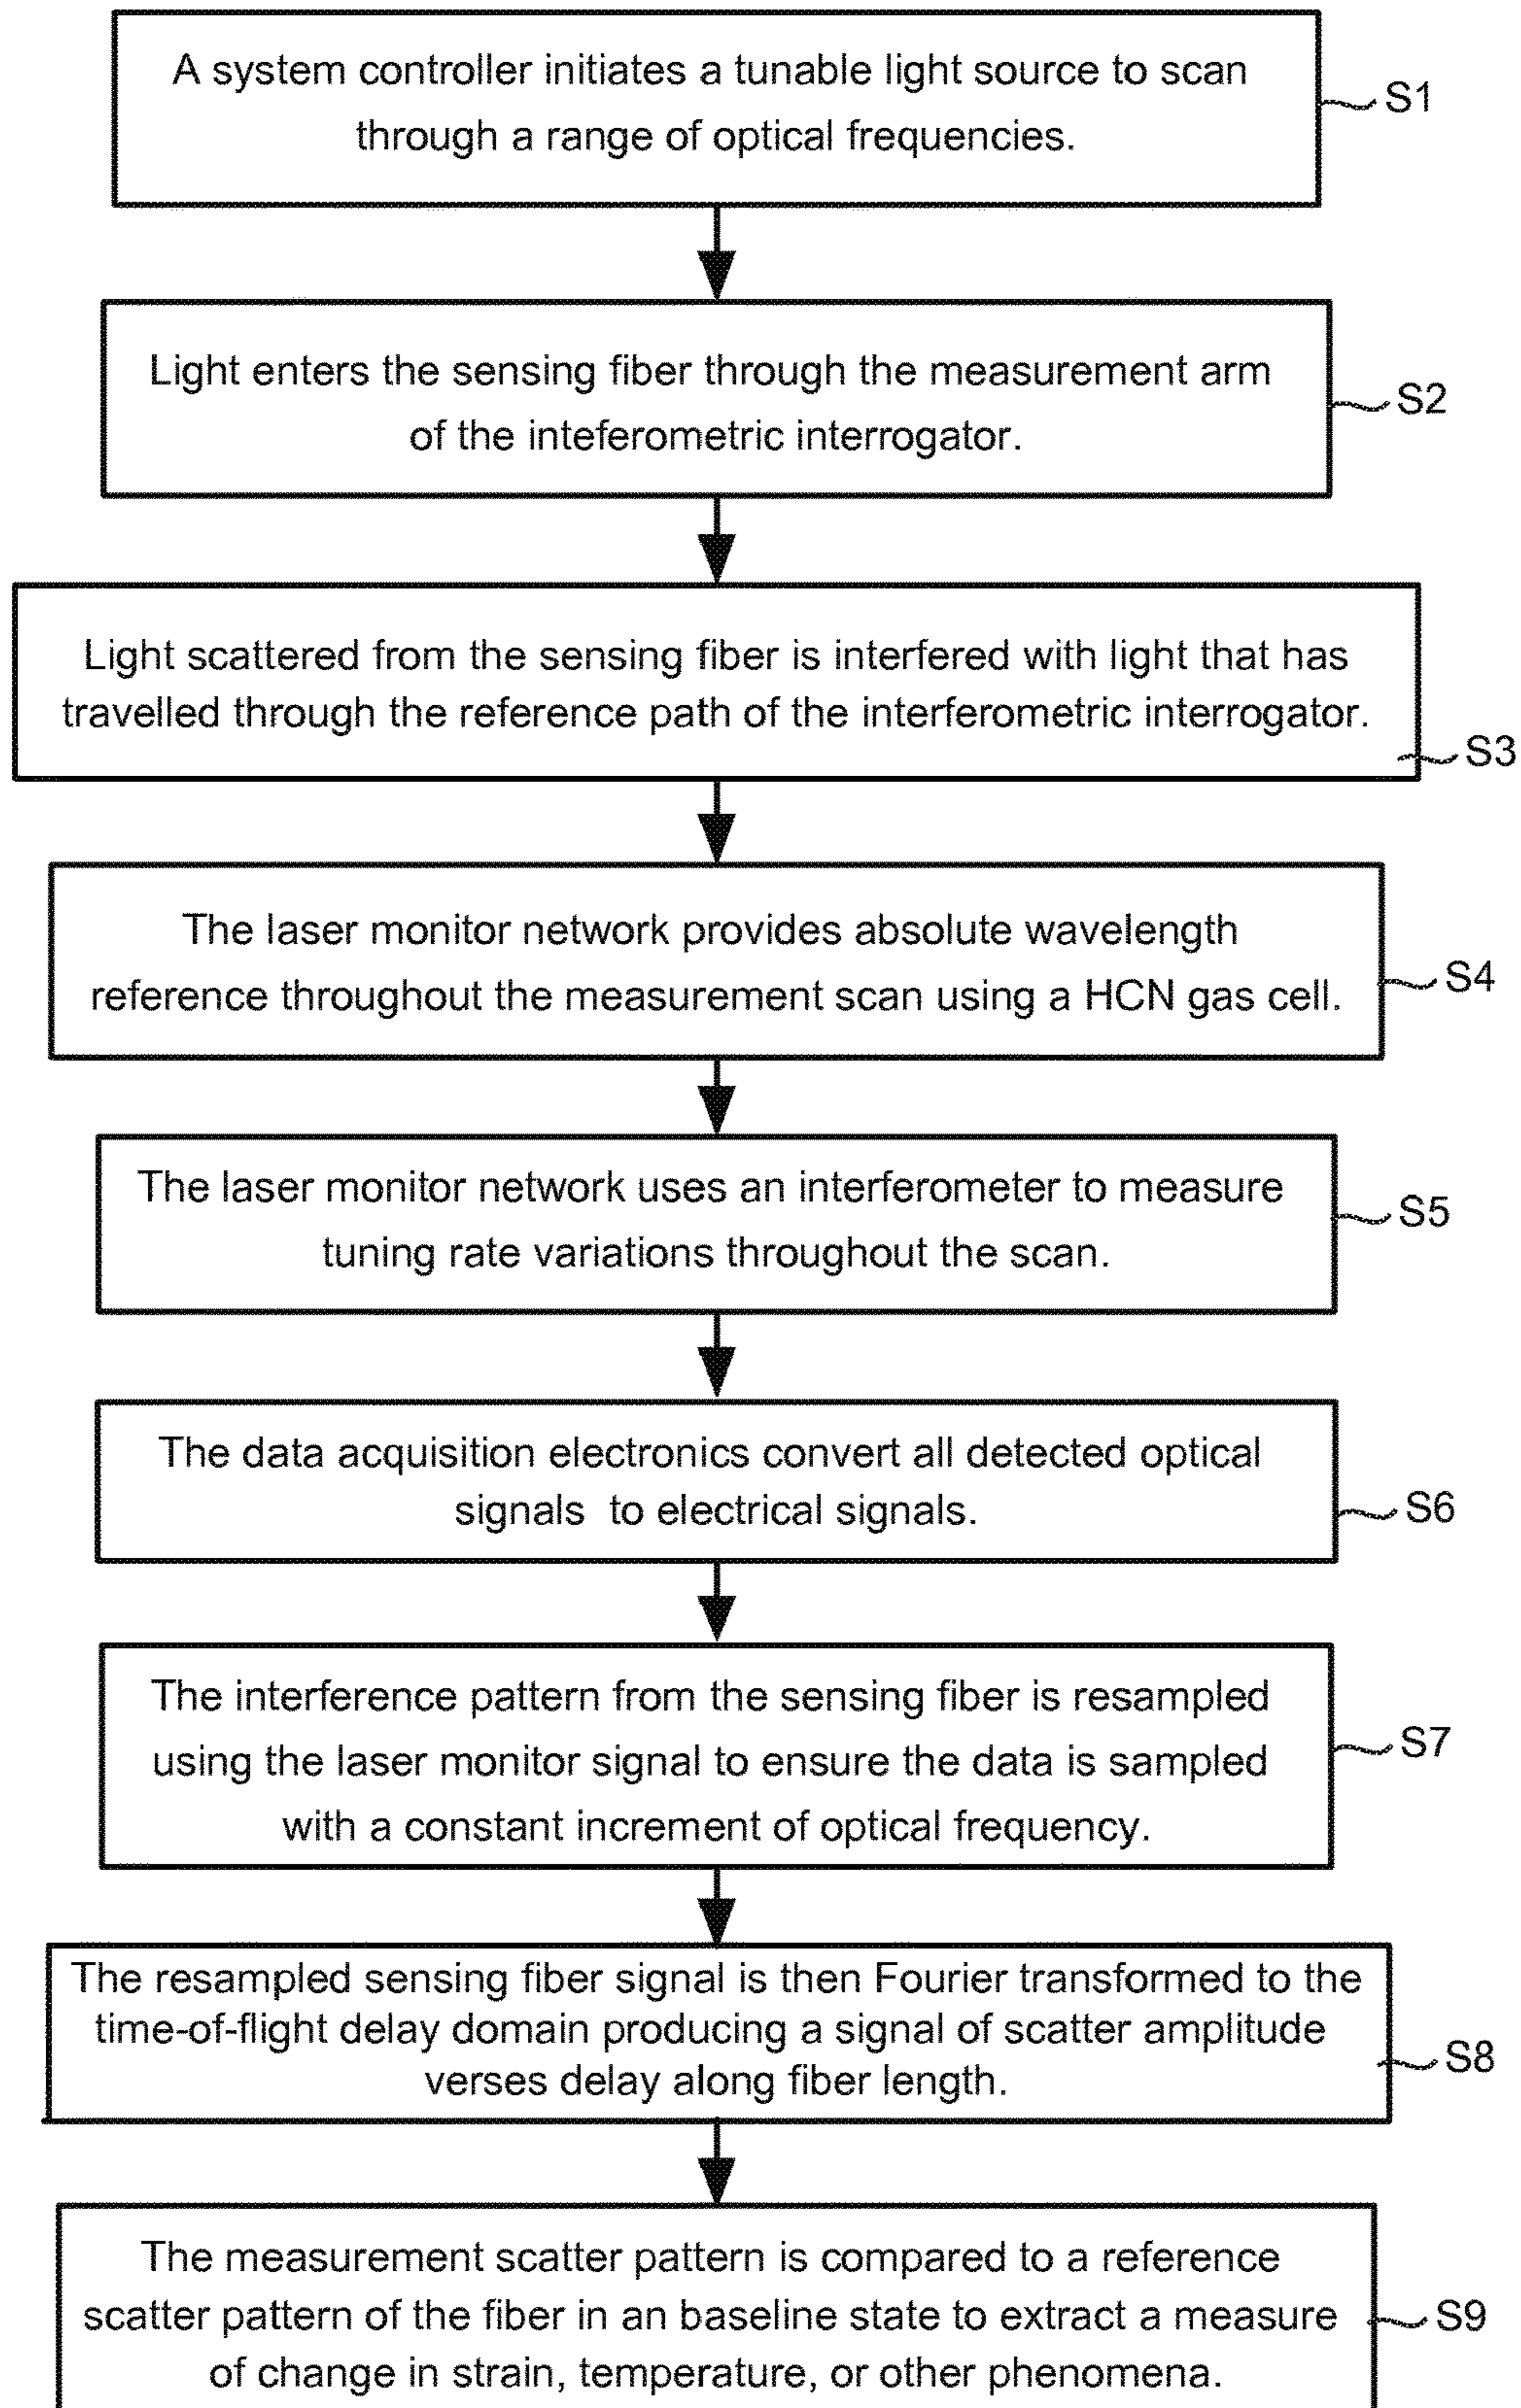 A system controller initiates a tunable light source to scan
through a range of optical frequencies.
S1
Light enters the sensing fiber through the measurement arm
of the inteferometric interrogator.
S2
Light scattered from the sensing fiber is interfered with light that has
travelled through the reference path of the interferometric interrogator.
S3
The laser monitor network provides absolute wavelength
reference throughout the measurement scan using a HCN gas cell.
S4
The laser monitor network uses an interferometer to measure
tuning rate variations throughout the scan.
S5
The data acquisition electronics convert all detected optical
signals  to electrical signals.
S6
The interference pattern from the sensing fiber is resampled
using the laser monitor signal to ensure the data is sampled
with a constant increment of optical frequency.
S7
The resampled sensing fiber signal is then Fourier transformed to the
time-of-flight delay domain producing a signal of scatter amplitude
verses delay along fiber length.
S8
The measurement scatter pattern is compared to a reference
scatter pattern of the fiber in an baseline state to extract a measure
of change in strain, temperature, or other phenomena.
S9